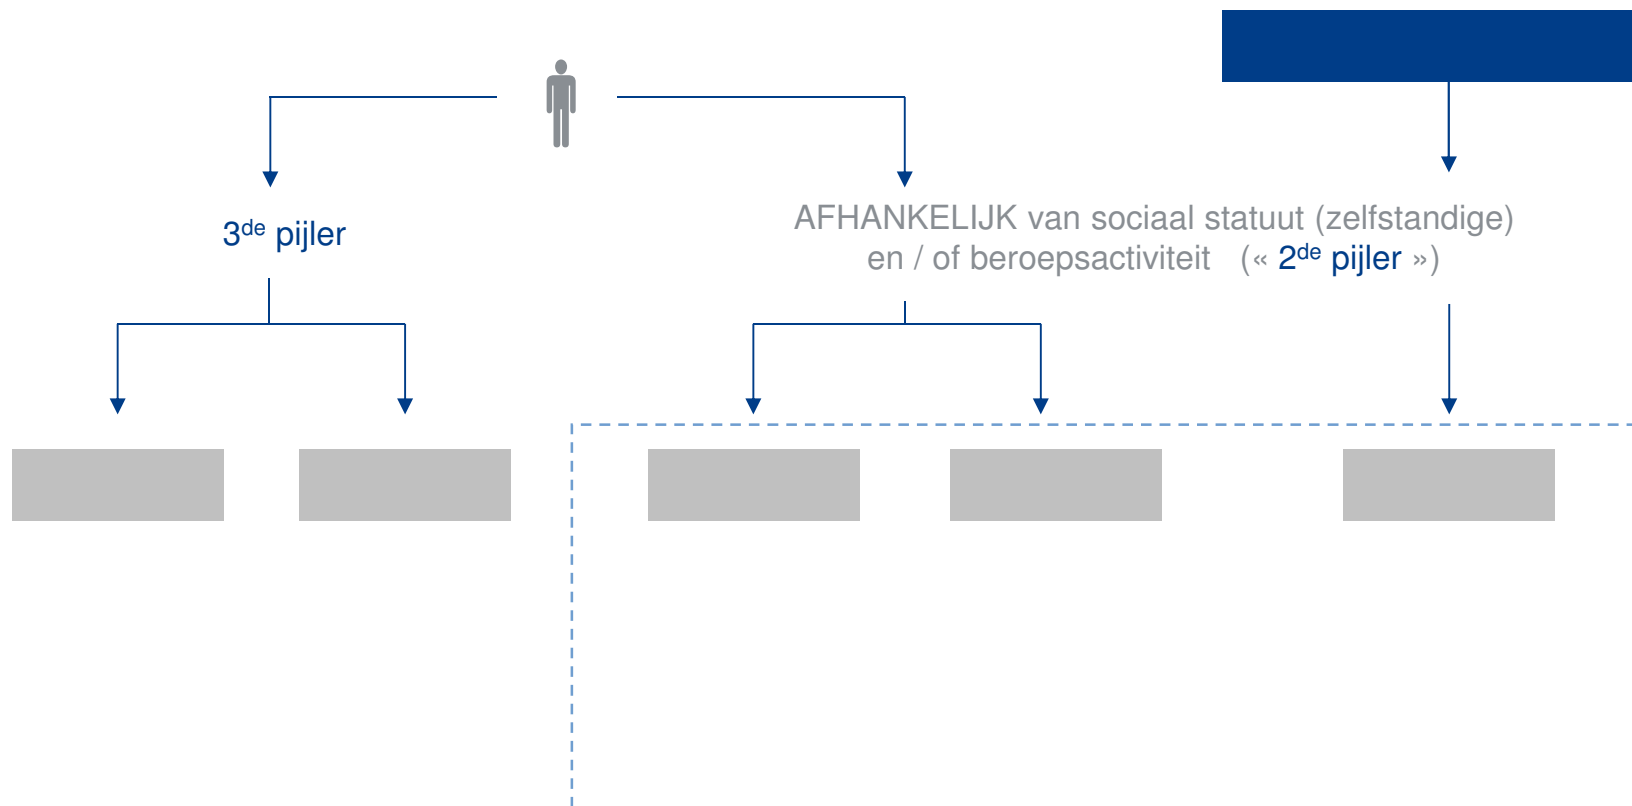 3de pijler
AFHANKELIJK van sociaal statuut (zelfstandige)
en / of beroepsactiviteit (« 2de pijler »)